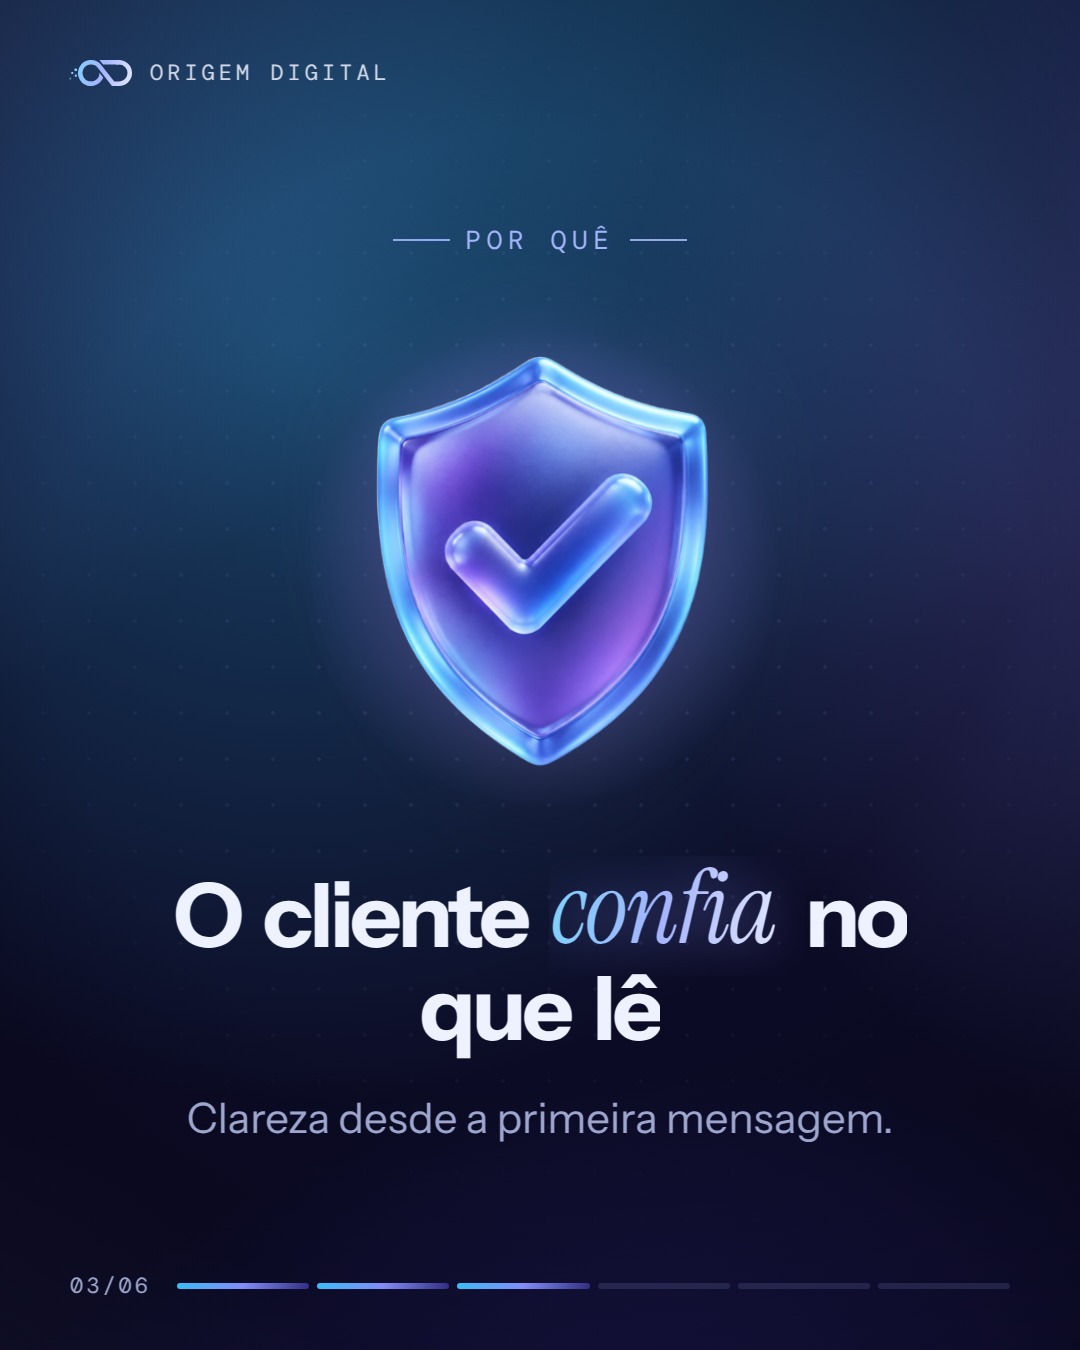 ORIGEM DIGITAL
POR QUÊ
O cliente confia no
que lê
Clareza desde a primeira mensagem.
03/06